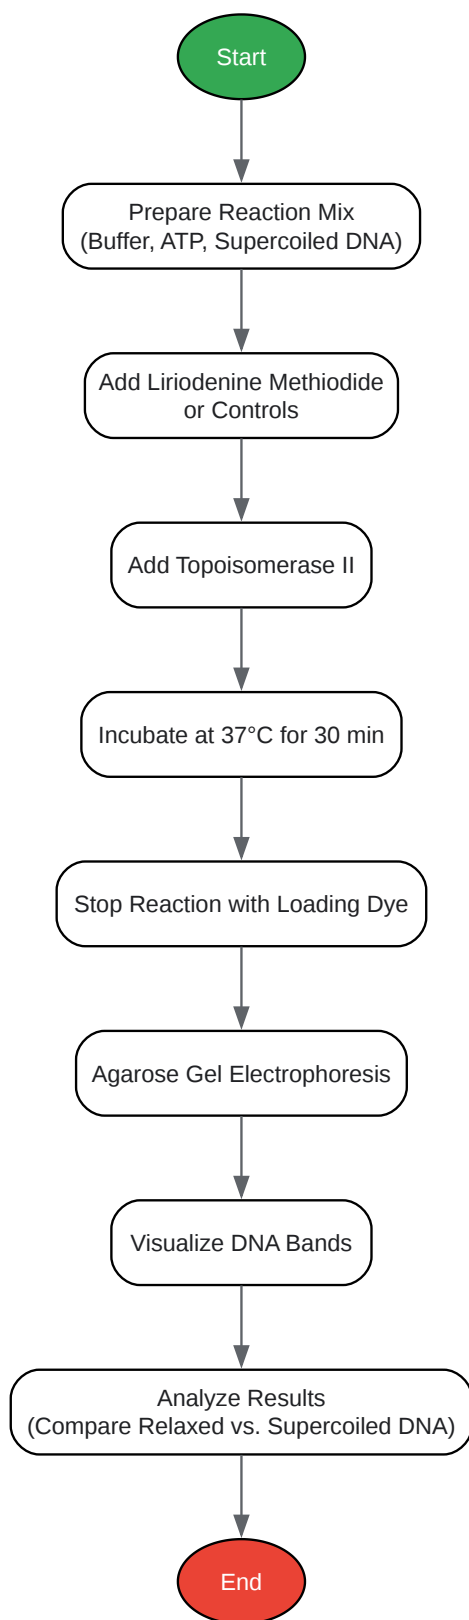 Start
Prepare Reaction Mix
(Buffer, ATP, Supercoiled DNA)
Add Liriodenine Methiodide
or Controls
Add Topoisomerase II
Incubate at 37°C for 30 min
Stop Reaction with Loading Dye
Agarose Gel Electrophoresis
Visualize DNA Bands
Analyze Results
(Compare Relaxed vs. Supercoiled DNA)
End